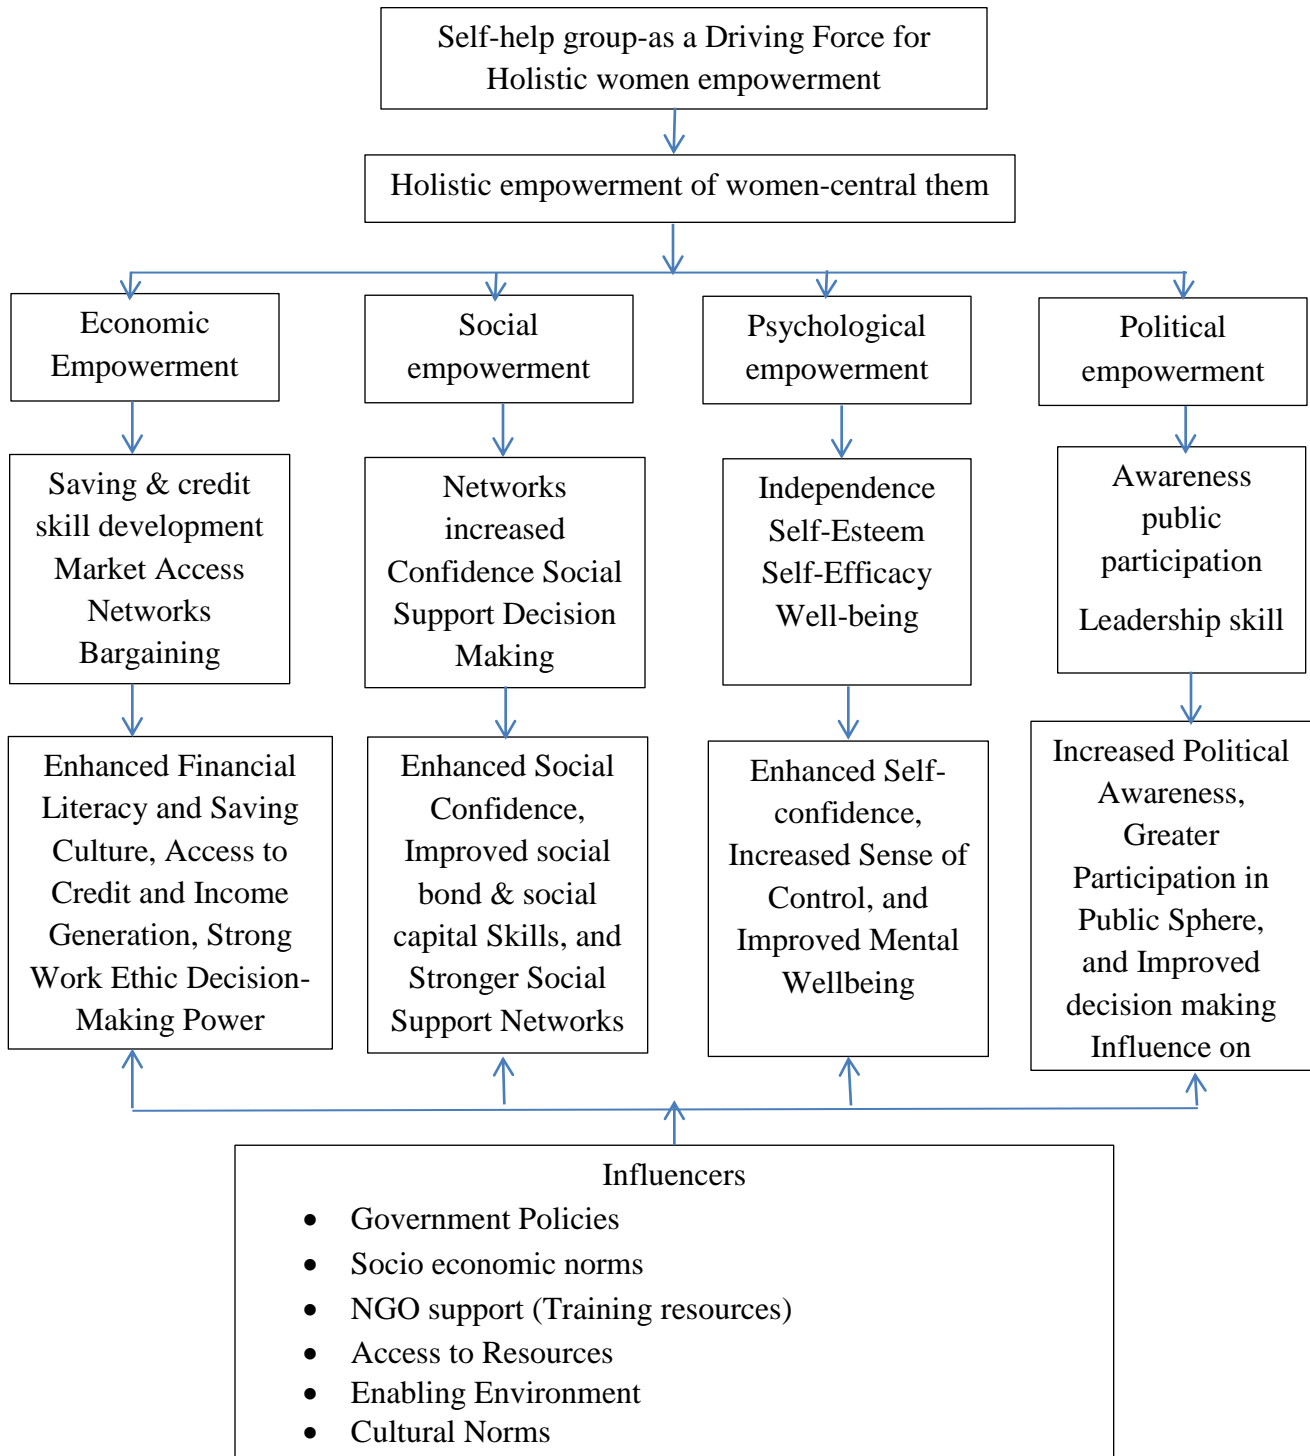 Self-help group-as a Driving Force for
Holistic women empowerment
Holistic empowerment of women-central them
Economic
Empowerment
Social
empowerment
Psychological
empowerment
Political
empowerment
Saving & credit
skill development
Market Access
Networks
Bargaining
Networks
increased
Confidence Social
Support Decision
Making
Independence
Self-Esteem
Self-Efficacy
Well-being
Awareness
public
participation
Leadership skill
Enhanced Financial
Literacy and Saving
Culture, Access to
Credit and Income
Generation, Strong
Work Ethic Decision-
Making Power
Enhanced Social
Confidence,
Improved social
bond & social
capital Skills, and
Stronger Social
Support Networks
Enhanced Self-
confidence,
Increased Sense of
Control, and
Improved Mental
Wellbeing
Increased Political
Awareness,
Greater
Participation in
Public Sphere,
and Improved
decision making
Influence on
Influencers
• Government Policies
• Socio economic norms
• NGO support (Training resources)
• Access to Resources
• Enabling Environment
• Cultural Norms